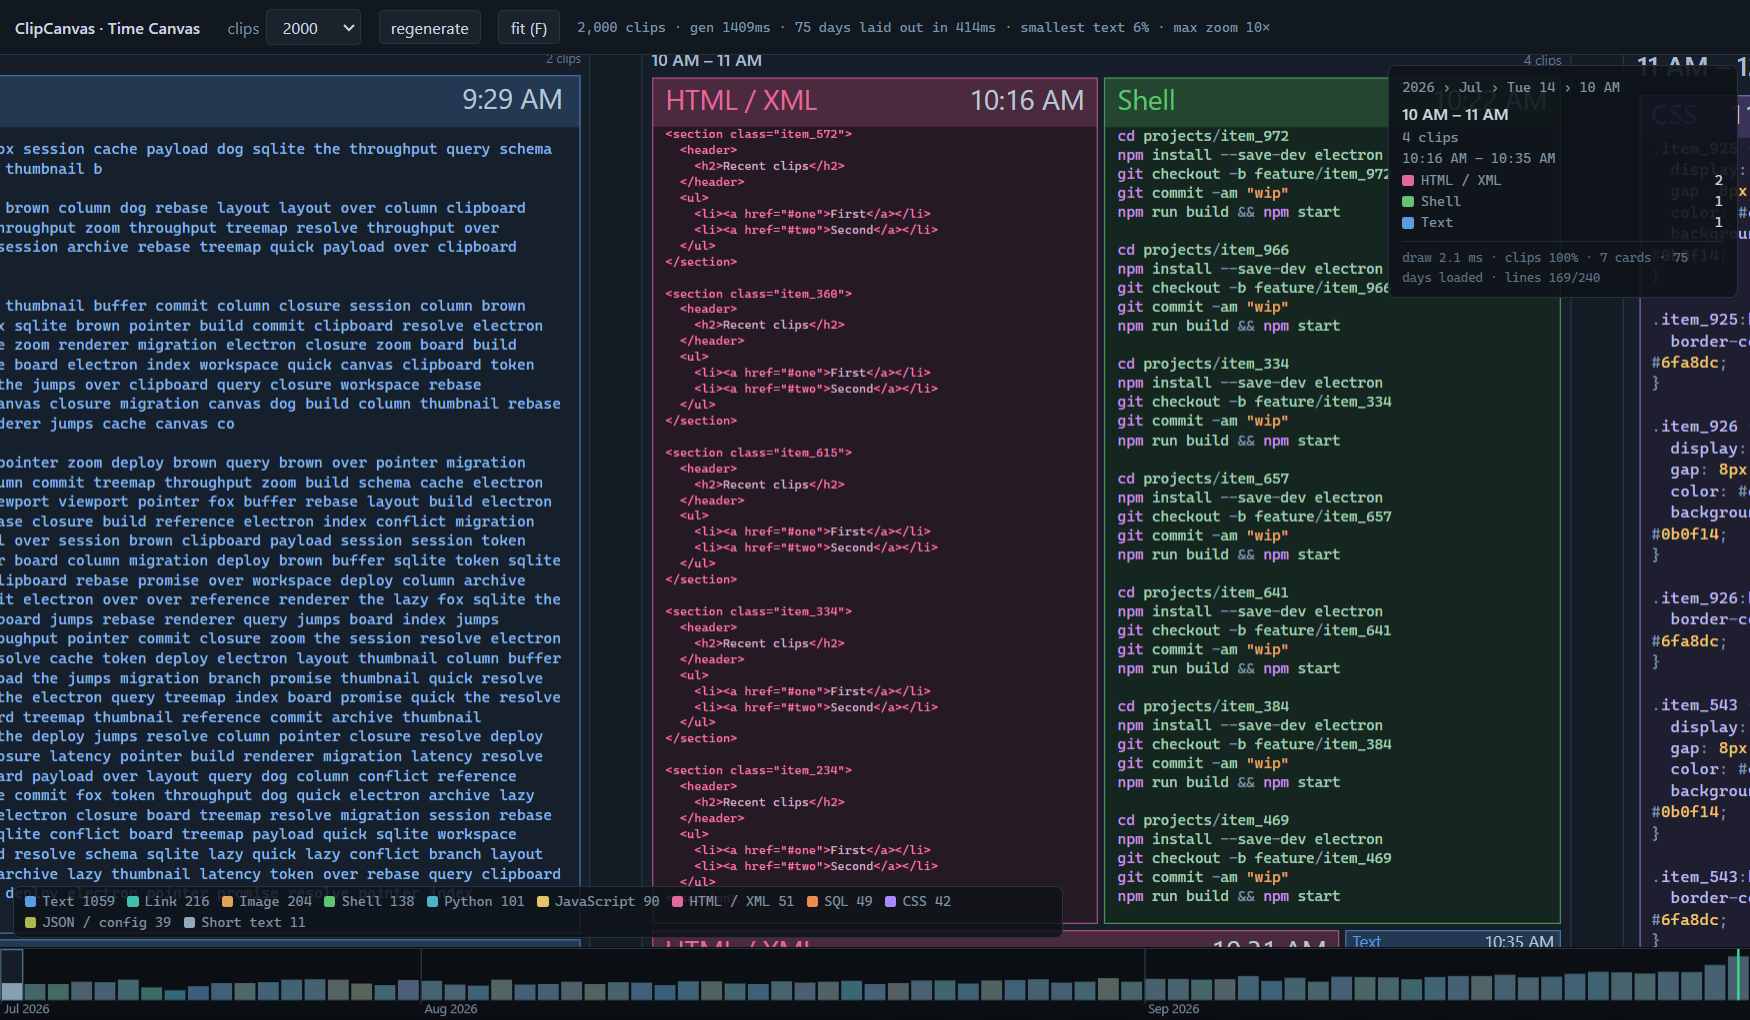 ClipCanvas · Time Canvas
clips
2000
regenerate
fit (F)
2,000 clips · gen 1409ms · 75 days laid out in 414ms · smallest text 6% · max zoom 10×
2 clips
9:29 AM
ox session cache payload dog sqlite the throughput query schema
thumbnail b
brown column dog rebase layout layout over column clipboard
hroughput zoom throughput treemap resolve throughput over
session archive rebase treemap quick payload over clipboard
thumbnail buffer commit column closure session column brown
x sqlite brown pointer build commit clipboard resolve electron
e zoom renderer migration electron closure zoom board build
e board electron index workspace quick canvas clipboard token
the jumps over clipboard query closure workspace rebase
anvas closure migration canvas dog build column thumbnail rebase
derer jumps cache canvas co
pointer zoom deploy brown query brown over pointer migration
umn commit treemap throughput zoom build schema cache electron
ewport viewport pointer fox buffer rebase layout build electron
ase closure build reference electron index conflict migration
l over session brown clipboard payload session session token
r board column migration deploy brown buffer sqlite token sqlite
lipboard rebase promise over workspace deploy column archive
it electron over over reference renderer the lazy fox sqlite the
board jumps rebase renderer query jumps board index jumps
oughput pointer commit closure zoom the session resolve electron
solve cache token deploy electron layout thumbnail column buffer
oad the jumps migration branch promise thumbnail quick resolve
the electron query treemap index board promise quick the resolve
rd treemap thumbnail reference commit archive thumbnail
the deploy jumps resolve column pointer closure resolve deploy
osure latency pointer build renderer migration latency resolve
ard payload over layout query dog column conflict reference
e commit fox token throughput dog quick electron archive lazy
electron closure board treemap resolve migration session rebase
qlite conflict board treemap payload quick sqlite workspace
d resolve schema sqlite lazy quick lazy conflict branch layout
archive lazy thumbnail latency token over rebase query clipboard
d deploy electron pointer promise resolve pointer index
10 AM – 11 AM
4 clips
HTML / XML
10:16 AM
<section class="item_572">
<header>
<h2>Recent clips</h2>
</header>
<ul>
<li><a href="#one">First</a></li>
<li><a href="#two">Second</a></li>
</ul>
</section>
<section class="item_360">
<header>
<h2>Recent clips</h2>
</header>
<ul>
<li><a href="#one">First</a></li>
<li><a href="#two">Second</a></li>
</ul>
</section>
<section class="item_615">
<header>
<h2>Recent clips</h2>
</header>
<ul>
<li><a href="#one">First</a></li>
<li><a href="#two">Second</a></li>
</ul>
</section>
<section class="item_334">
<header>
<h2>Recent clips</h2>
</header>
<ul>
<li><a href="#one">First</a></li>
<li><a href="#two">Second</a></li>
</ul>
</section>
<section class="item_234">
<header>
<h2>Recent clips</h2>
</header>
<ul>
<li><a href="#one">First</a></li>
<li><a href="#two">Second</a></li>
</ul>
Shell
10:22 AM
cd projects/item_972
npm install --save-dev electron
git checkout -b feature/item_972
git commit -am "wip"
npm run build && npm start
cd projects/item_966
npm install --save-dev electron
git checkout -b feature/item_966
git commit -am "wip"
npm run build && npm start
cd projects/item_334
npm install --save-dev electron
git checkout -b feature/item_334
git commit -am "wip"
npm run build && npm start
cd projects/item_657
npm install --save-dev electron
git checkout -b feature/item_657
git commit -am "wip"
npm run build && npm start
cd projects/item_641
npm install --save-dev electron
git checkout -b feature/item_641
git commit -am "wip"
npm run build && npm start
cd projects/item_384
npm install --save-dev electron
git checkout -b feature/item_384
git commit -am "wip"
npm run build && npm start
cd projects/item_469
npm install --save-dev electron
git checkout -b feature/item_469
git commit -am "wip"
npm run build && npm start
HTML / XML
10:31 AM
Text
10:35 AM
11 AM – 1
2026 › Jul › Tue 14 › 10 AM
10 AM – 11 AM
4 clips
10:16 AM – 10:35 AM
HTML / XML 2
Shell 1
Text 1
draw 2.1 ms · clips 100% · 7 cards · 75
days loaded · lines 169/240
CSS
.item_925
display:
gap: 8px
color: #
backgrou
#0b0f14;
}
.item_925:
border-c
#6fa8dc;
}
.item_926
display:
gap: 8px
color: #
backgrou
#0b0f14;
}
.item_926:
border-c
#6fa8dc;
}
.item_543
display:
gap: 8px
color: #
backgrou
#0b0f14;
}
.item_543:
border-c
#6fa8dc;
}
Text 1059 Link 216 Image 204 Shell 138 Python 101 JavaScript 90 HTML / XML 51 SQL 49 CSS 42
JSON / config 39 Short text 11
Jul 2026
Aug 2026
Sep 2026